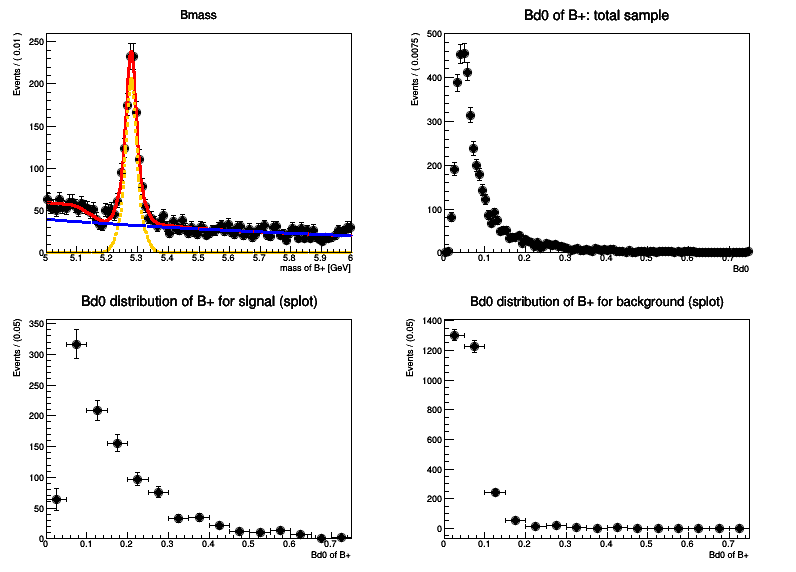 Bmass
Events / ( 0.01 )
250
200
150
100
50
0
5 5.1 5.2 5.3 5.4 5.5 5.6 5.7 5.8 5.9 6
mass of B+ [GeV]
Bd0 of B+: total sample
Events / ( 0.0075 )
500
400
300
200
100
0
0 0.1 0.2 0.3 0.4 0.5 0.6 0.7
Bd0
Bd0 distribution of B+ for signal (splot)
Events / (0.05)
350
300
250
200
150
100
50
0
0 0.1 0.2 0.3 0.4 0.5 0.6 0.7
Bd0 of B+
Bd0 distribution of B+ for background (splot)
Events / (0.05)
1400
1200
1000
800
600
400
200
0
0 0.1 0.2 0.3 0.4 0.5 0.6 0.7
Bd0 of B+